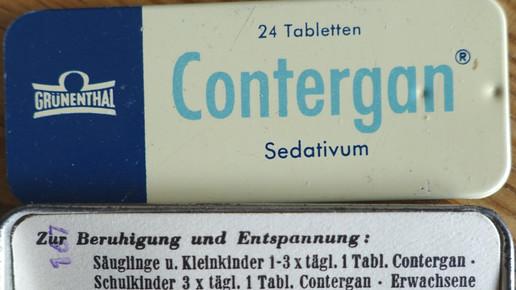 24 Tabletten
Contergan®
GRÜNENTHAL
Sedativum
167
Zur Beruhigung und Entspannung:
Säuglinge u. Kleinkinder 1-3 x tägl. 1 Tabl. Contergan ·
Schulkinder 3 x tägl. 1 Tabl. Contergan · Erwachsene